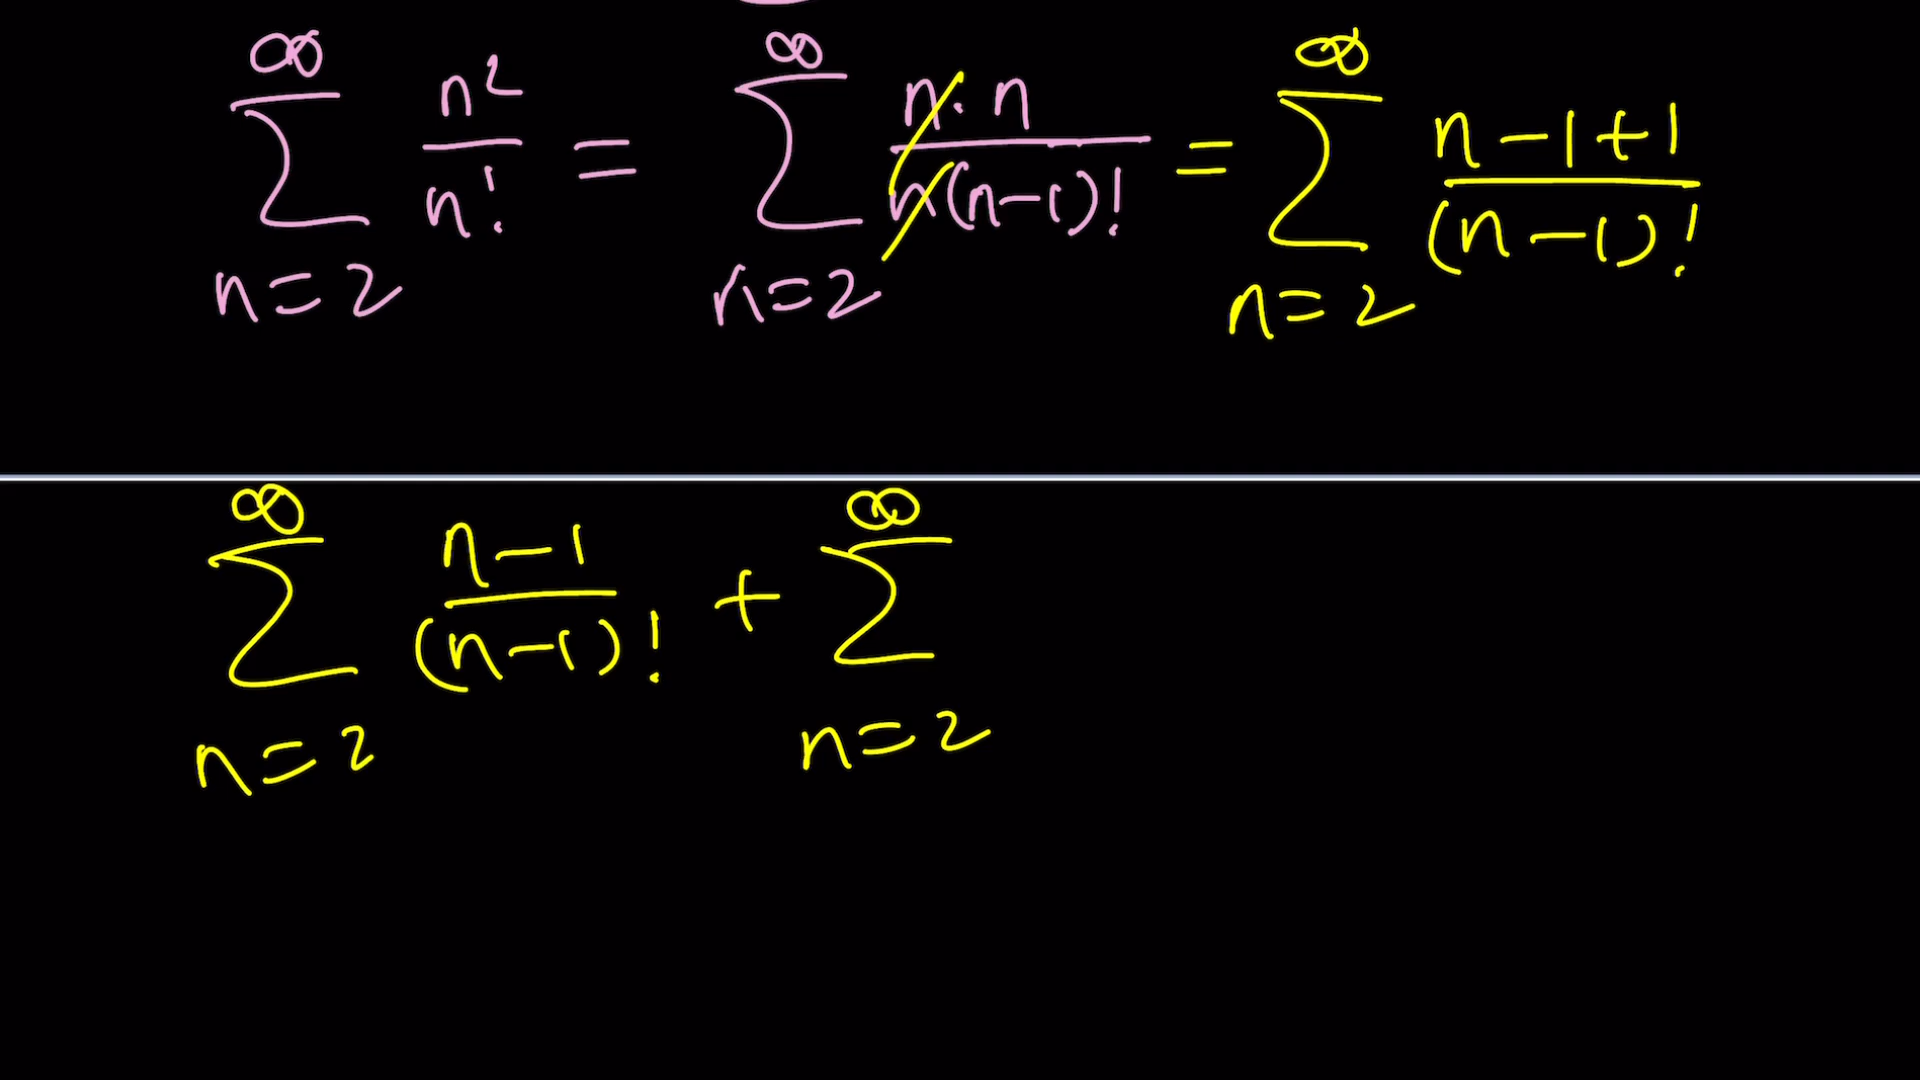 ∑_{n=2}^{∞} n²/n! = ∑_{n=2}^{∞} n·n/n(n-1)! = ∑_{n=2}^{∞} n-1+1/(n-1)!
∑_{n=2}^{∞} n-1/(n-1)! + ∑_{n=2}^{∞}